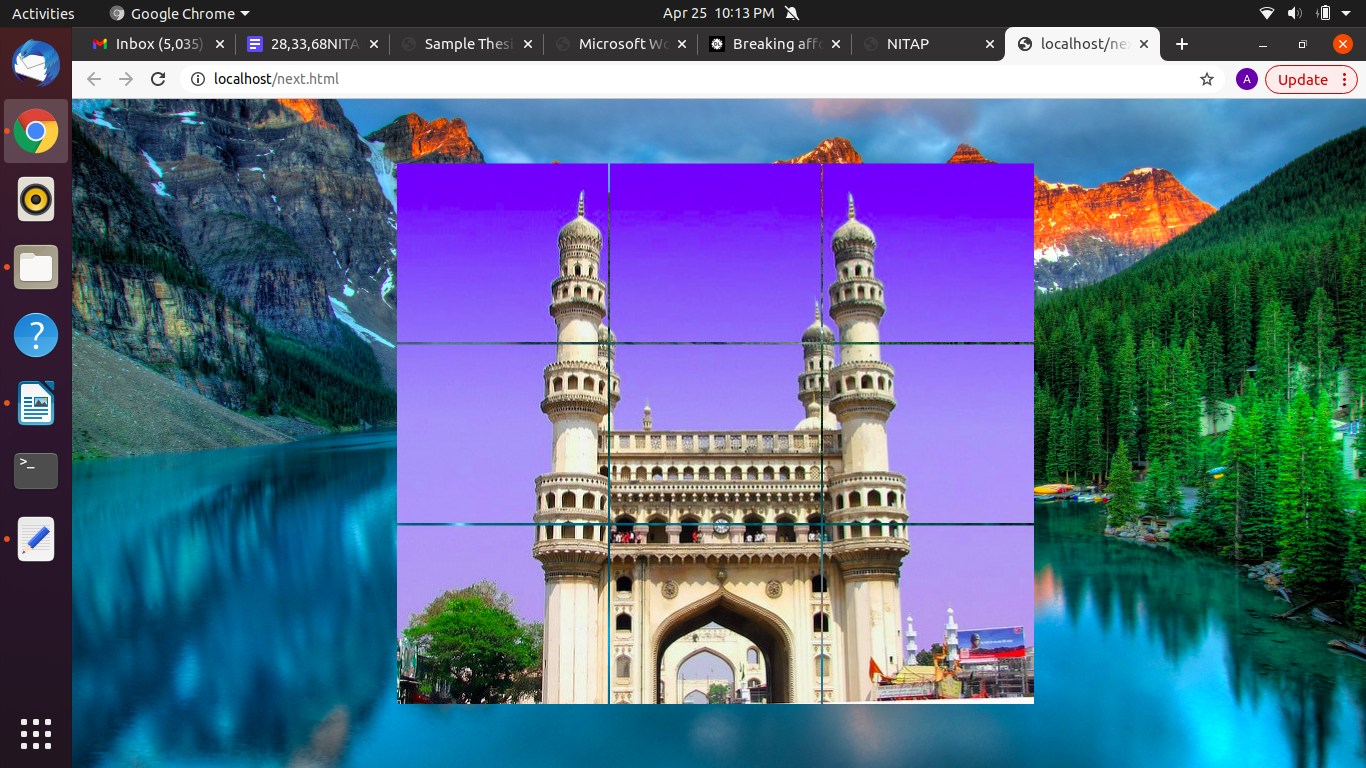 Activities
Google Chrome
Apr 25 10:13 PM
Inbox (5,035)
28,33,68NITA
Sample Thesi
Microsoft Wo
Breaking affo
NITAP
localhost/ne
localhost/next.html
A
Update